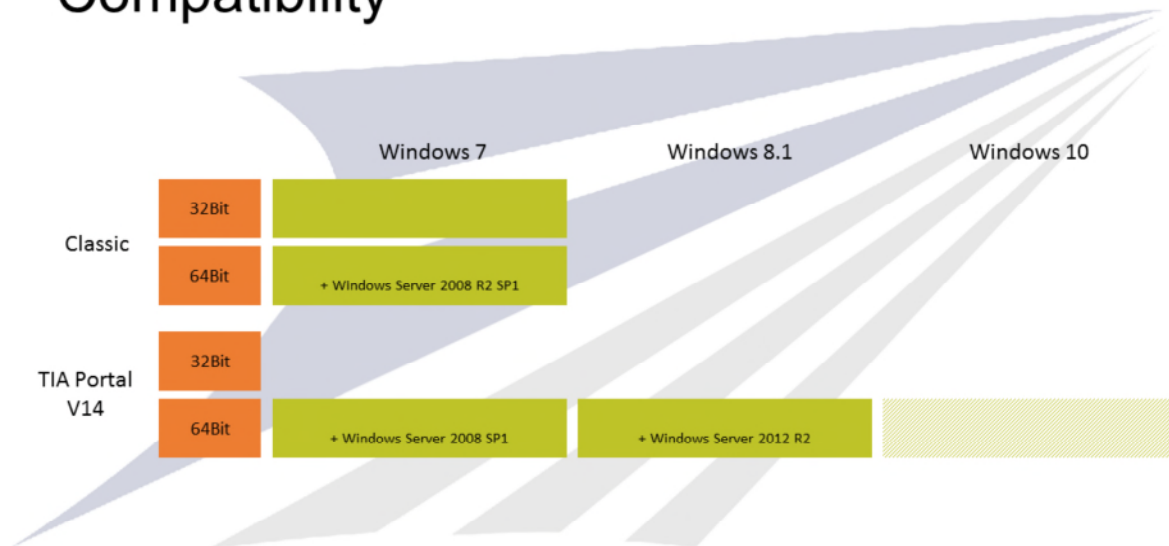 Compatibility
Windows 7
Windows 8.1
Windows 10
Classic
32Bit
64Bit
+ Windows Server 2008 R2 SP1
TIA Portal
V14
32Bit
64Bit
+ Windows Server 2008 SP1
+ Windows Server 2012 R2